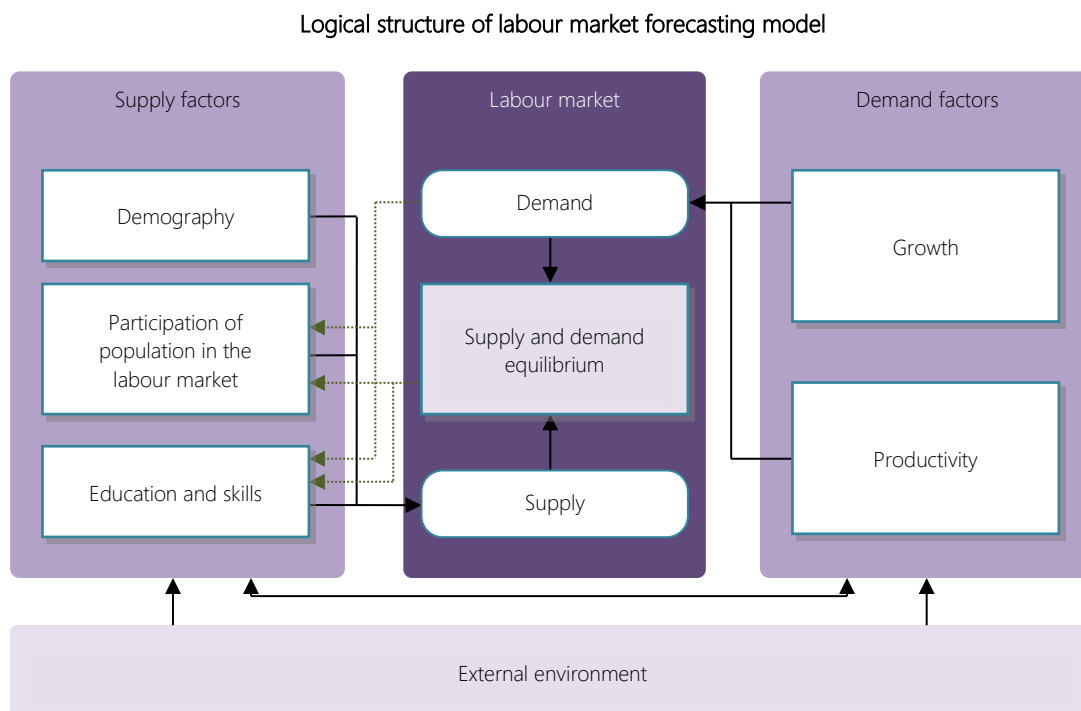 Logical structure of labour market forecasting model
Supply factors
Demography
Participation of
population in the
labour market
Education and skills
Labour market
Demand
Supply and demand
equilibrium
Supply
Demand factors
Growth
Productivity
External environment